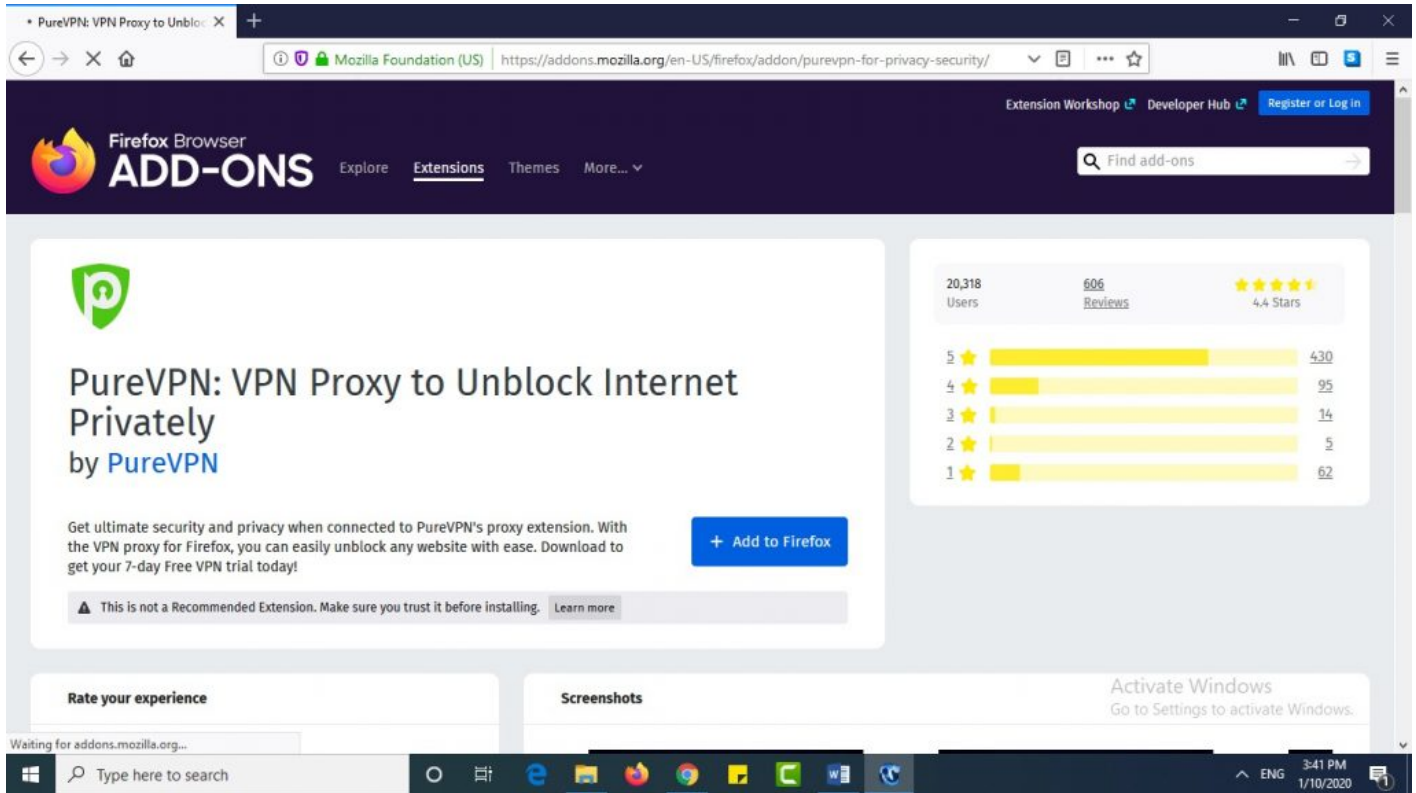 PureVPN: VPN Proxy to Unbloc
Mozilla Foundation (US) https://addons.mozilla.org/en-US/firefox/addon/purevpn-for-privacy-security/
Extension Workshop Developer Hub Register or Log in
Firefox Browser
ADD-ONS
Explore Extensions Themes More...
Find add-ons
20,318 606
Users Reviews 4.4 Stars
5 430
4 95
3 14
2 5
1 62
PureVPN: VPN Proxy to Unblock Internet
Privately
by PureVPN
Get ultimate security and privacy when connected to PureVPN's proxy extension. With
the VPN proxy for Firefox, you can easily unblock any website with ease. Download to
get your 7-day Free VPN trial today!
+ Add to Firefox
This is not a Recommended Extension. Make sure you trust it before installing. Learn more
Rate your experience
Screenshots
Activate Windows
Go to Settings to activate Windows.
Waiting for addons.mozilla.org...
Type here to search
ENG
3:41 PM
1/10/2020